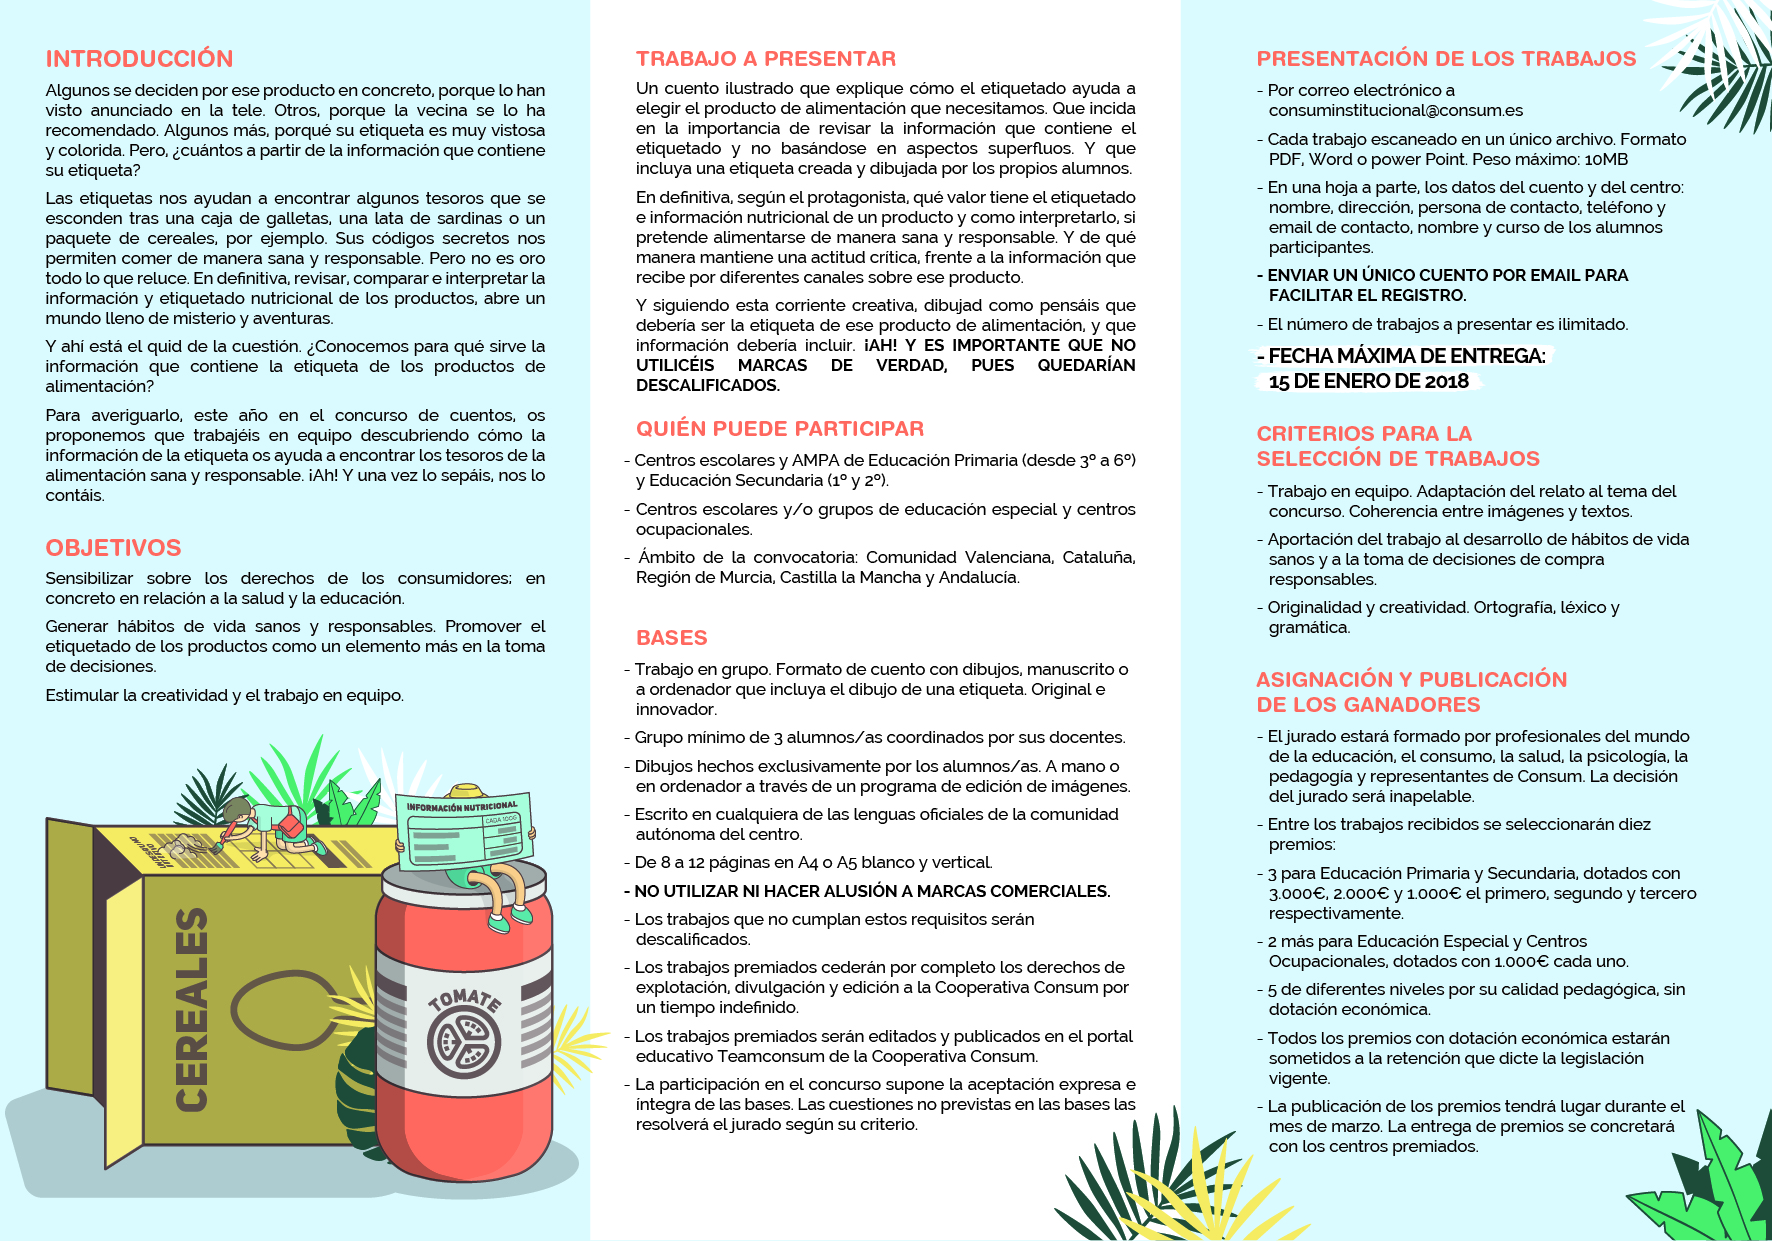 INTRODUCCIÓN
Algunos se deciden por ese producto en concreto, porque lo han
visto anunciado en la tele. Otros, porque la vecina se lo ha
recomendado. Algunos más, porqué su etiqueta es muy vistosa
y colorida. Pero, ¿cuántos a partir de la información que contiene
su etiqueta?
Las etiquetas nos ayudan a encontrar algunos tesoros que se
esconden tras una caja de galletas, una lata de sardinas o un
paquete de cereales, por ejemplo. Sus códigos secretos nos
permiten comer de manera sana y responsable. Pero no es oro
todo lo que reluce. En definitiva, revisar, comparar e interpretar la
información y etiquetado nutricional de los productos, abre un
mundo lleno de misterio y aventuras.
Y ahí está el quid de la cuestión. ¿Conocemos para qué sirve la
información que contiene la etiqueta de los productos de
alimentación?
Para averiguarlo, este año en el concurso de cuentos, os
proponemos que trabajéis en equipo descubriendo cómo la
información de la etiqueta os ayuda a encontrar los tesoros de la
alimentación sana y responsable. ¡Ah! Y una vez lo sepáis, nos lo
contáis.
OBJETIVOS
Sensibilizar sobre los derechos de los consumidores; en
concreto en relación a la salud y la educación.
Generar hábitos de vida sanos y responsables. Promover el
etiquetado de los productos como un elemento más en la toma
de decisiones.
Estimular la creatividad y el trabajo en equipo.
INFORMACIÓN NUTRICIONAL
CADA 100G
CEREALES
TOMATE
TRABAJO A PRESENTAR
Un cuento ilustrado que explique cómo el etiquetado ayuda a
elegir el producto de alimentación que necesitamos. Que incida
en la importancia de revisar la información que contiene el
etiquetado y no basándose en aspectos superfluos. Y que
incluya una etiqueta creada y dibujada por los propios alumnos.
En definitiva, según el protagonista, qué valor tiene el etiquetado
e información nutricional de un producto y como interpretarlo, si
pretende alimentarse de manera sana y responsable. Y de qué
manera mantiene una actitud crítica, frente a la información que
recibe por diferentes canales sobre ese producto.
Y siguiendo esta corriente creativa, dibujad como pensáis que
debería ser la etiqueta de ese producto de alimentación, y que
información debería incluir. ¡AH! Y ES IMPORTANTE QUE NO
UTILICÉIS MARCAS DE VERDAD, PUES QUEDARÍAN
DESCALIFICADOS.
QUIÉN PUEDE PARTICIPAR
- Centros escolares y AMPA de Educación Primaria (desde 3º a 6º)
y Educación Secundaria (1º y 2º).
- Centros escolares y/o grupos de educación especial y centros
ocupacionales.
- Ámbito de la convocatoria: Comunidad Valenciana, Cataluña,
Región de Murcia, Castilla la Mancha y Andalucía.
BASES
- Trabajo en grupo. Formato de cuento con dibujos, manuscrito o
a ordenador que incluya el dibujo de una etiqueta. Original e
innovador.
- Grupo mínimo de 3 alumnos/as coordinados por sus docentes.
- Dibujos hechos exclusivamente por los alumnos/as. A mano o
en ordenador a través de un programa de edición de imágenes.
- Escrito en cualquiera de las lenguas oficiales de la comunidad
autónoma del centro.
- De 8 a 12 páginas en A4 o A5 blanco y vertical.
- NO UTILIZAR NI HACER ALUSIÓN A MARCAS COMERCIALES.
- Los trabajos que no cumplan estos requisitos serán
descalificados.
- Los trabajos premiados cederán por completo los derechos de
explotación, divulgación y edición a la Cooperativa Consum por
un tiempo indefinido.
- Los trabajos premiados serán editados y publicados en el portal
educativo Teamconsum de la Cooperativa Consum.
- La participación en el concurso supone la aceptación expresa e
íntegra de las bases. Las cuestiones no previstas en las bases las
resolverá el jurado según su criterio.
PRESENTACIÓN DE LOS TRABAJOS
- Por correo electrónico a
consuminstitucional@consum.es
- Cada trabajo escaneado en un único archivo. Formato
PDF, Word o power Point. Peso máximo: 10MB
- En una hoja a parte, los datos del cuento y del centro:
nombre, dirección, persona de contacto, teléfono y
email de contacto, nombre y curso de los alumnos
participantes.
- ENVIAR UN ÚNICO CUENTO POR EMAIL PARA
FACILITAR EL REGISTRO.
- El número de trabajos a presentar es ilimitado.
- FECHA MÁXIMA DE ENTREGA:
15 DE ENERO DE 2018
CRITERIOS PARA LA
SELECCIÓN DE TRABAJOS
- Trabajo en equipo. Adaptación del relato al tema del
concurso. Coherencia entre imágenes y textos.
- Aportación del trabajo al desarrollo de hábitos de vida
sanos y a la toma de decisiones de compra
responsables.
- Originalidad y creatividad. Ortografía, léxico y
gramática.
ASIGNACIÓN Y PUBLICACIÓN
DE LOS GANADORES
- El jurado estará formado por profesionales del mundo
de la educación, el consumo, la salud, la psicología, la
pedagogía y representantes de Consum. La decisión
del jurado será inapelable.
- Entre los trabajos recibidos se seleccionarán diez
premios:
- 3 para Educación Primaria y Secundaria, dotados con
3.000€, 2.000€ y 1.000€ el primero, segundo y tercero
respectivamente.
- 2 más para Educación Especial y Centros
Ocupacionales, dotados con 1.000€ cada uno.
- 5 de diferentes niveles por su calidad pedagógica, sin
dotación económica.
- Todos los premios con dotación económica estarán
sometidos a la retención que dicte la legislación
vigente.
- La publicación de los premios tendrá lugar durante el
mes de marzo. La entrega de premios se concretará
con los centros premiados.